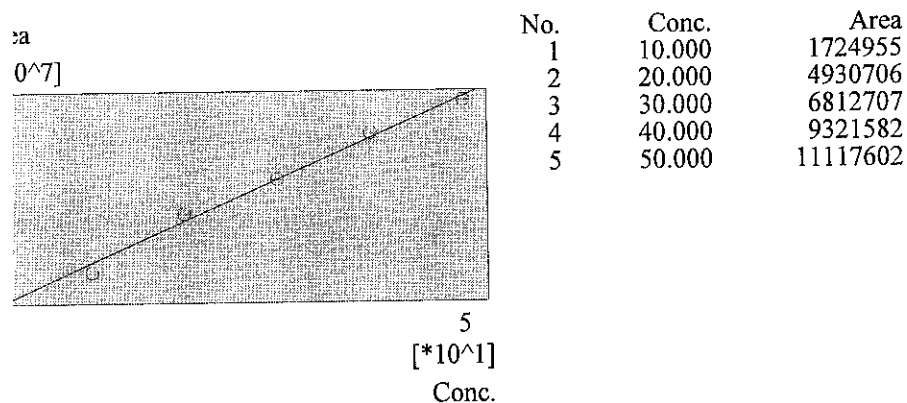 ea
0^7]
5
[*10^1]
Conc.
No. Conc. Area
1 10.000 1724955
2 20.000 4930706
3 30.000 6812707
4 40.000 9321582
5 50.000 11117602